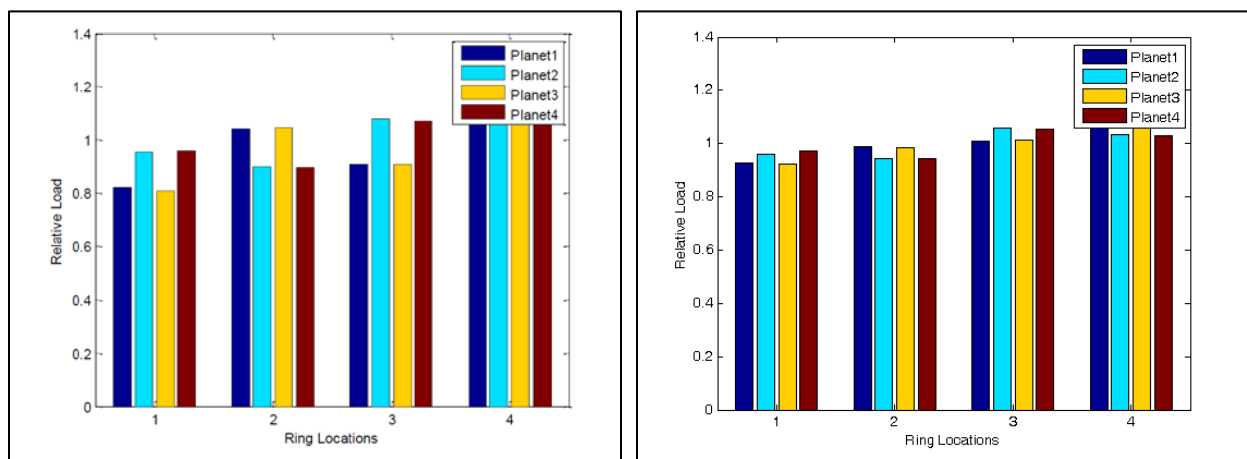 1.4
1.2
1
0.8
0.6
0.4
0.2
0
Relative Load
Planet1
Planet2
Planet3
Planet4
1 2 3 4
Ring Locations
1.4
1.2
1
0.8
0.6
0.4
0.2
0
Relative Load
Planet1
Planet2
Planet3
Planet4
1 2 3 4
Ring Locations